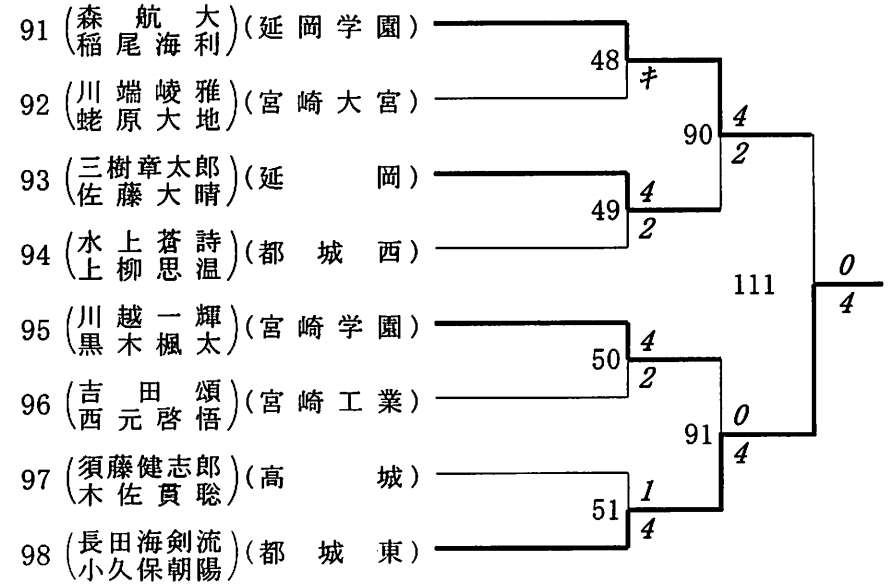 91 (森航大 稲尾海利) (延岡学園)
48 キ
92 (川端崚雅 蛯原大地) (宮崎大宮)
90 4 2
93 (三樹章太郎 佐藤大晴) (延岡)
49 4 2
94 (水上蒼詩 上柳思温) (都城西)
111 0 4
95 (川越一輝 黒木楓太) (宮崎学園)
50 4 2
96 (吉田頌 西元啓悟) (宮崎工業)
91 0 4
97 (須藤健志郎 木佐貫聡) (高城)
51 1 4
98 (長田海剣流 小久保朝陽) (都城東)